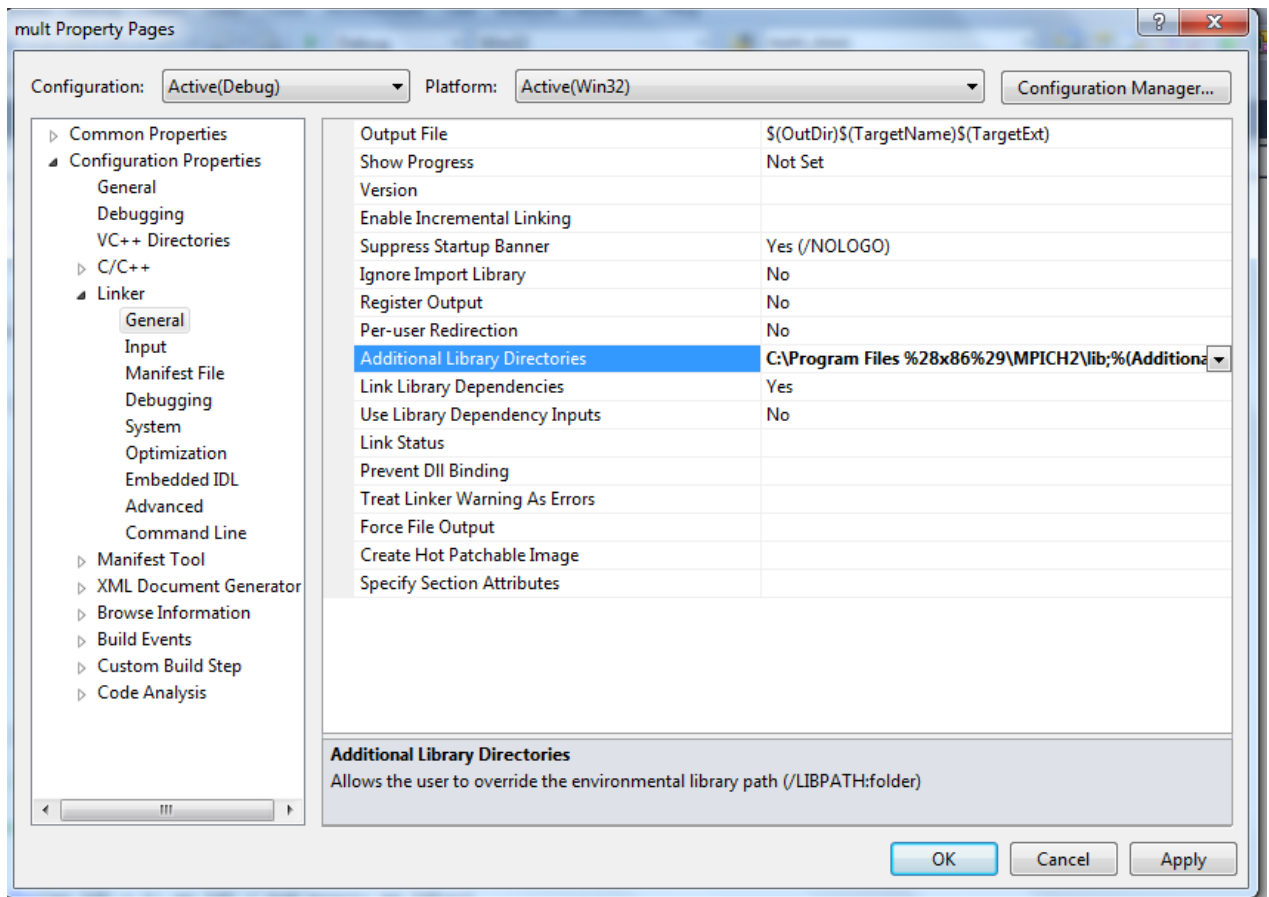 mult Property Pages
Configuration: Active(Debug) Platform: Active(Win32) Configuration Manager...
Common Properties
Configuration Properties
General
Debugging
VC++ Directories
C/C++
Linker
General
Input
Manifest File
Debugging
System
Optimization
Embedded IDL
Advanced
Command Line
Manifest Tool
XML Document Generator
Browse Information
Build Events
Custom Build Step
Code Analysis
Output File $(OutDir)$(TargetName)$(TargetExt)
Show Progress Not Set
Version
Enable Incremental Linking
Suppress Startup Banner Yes (/NOLOGO)
Ignore Import Library No
Register Output No
Per-user Redirection No
Additional Library Directories C:\Program Files %28x86%29\MPICH2\lib;%(Additiona
Link Library Dependencies Yes
Use Library Dependency Inputs No
Link Status
Prevent Dll Binding
Treat Linker Warning As Errors
Force File Output
Create Hot Patchable Image
Specify Section Attributes
Additional Library Directories
Allows the user to override the environmental library path (/LIBPATH:folder)
OK Cancel Apply